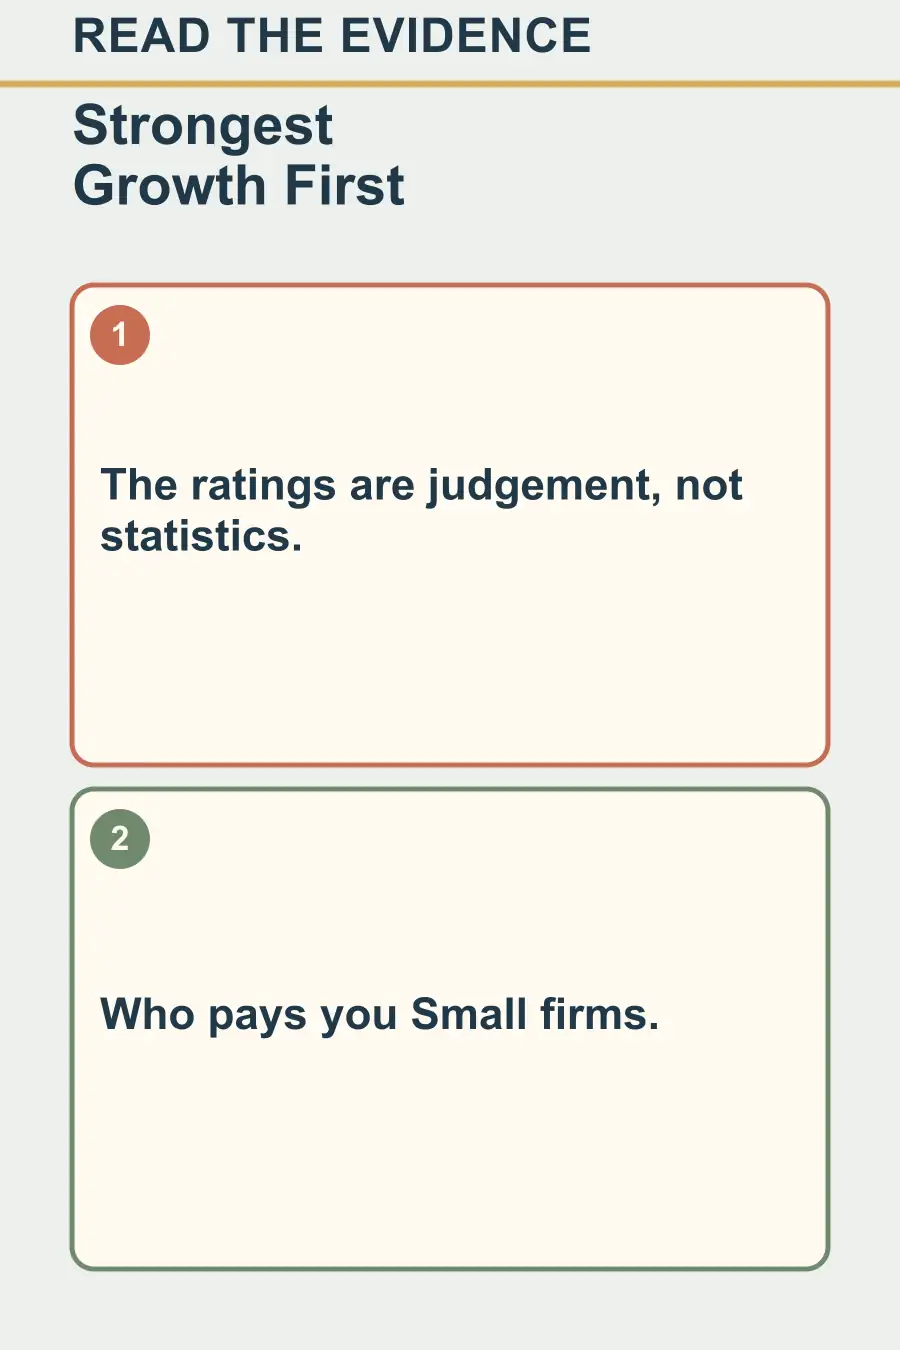 READ THE EVIDENCE
Strongest
Growth First
1
The ratings are judgement, not
statistics.
2
Who pays you Small firms.